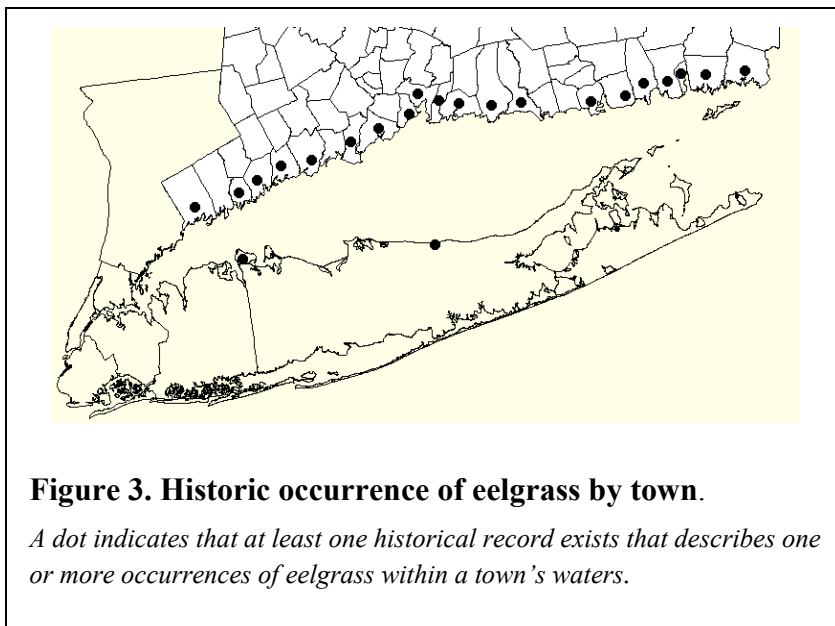 Figure 3. Historic occurrence of eelgrass by town.
A dot indicates that at least one historical record exists that describes one
or more occurrences of eelgrass within a town’s waters.